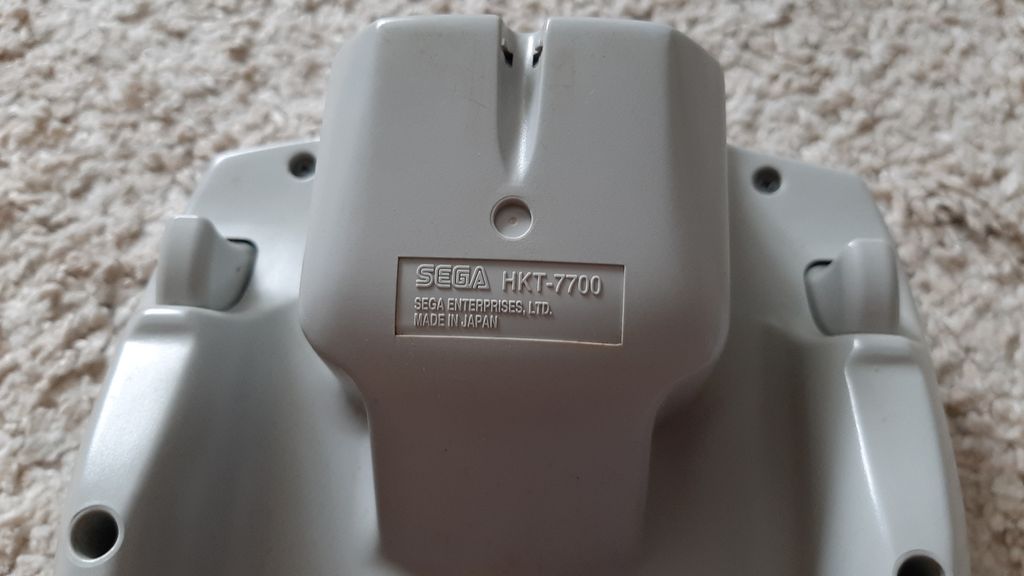 SEGA HKT-7700
SEGA ENTERPRISES, LTD.
MADE IN JAPAN